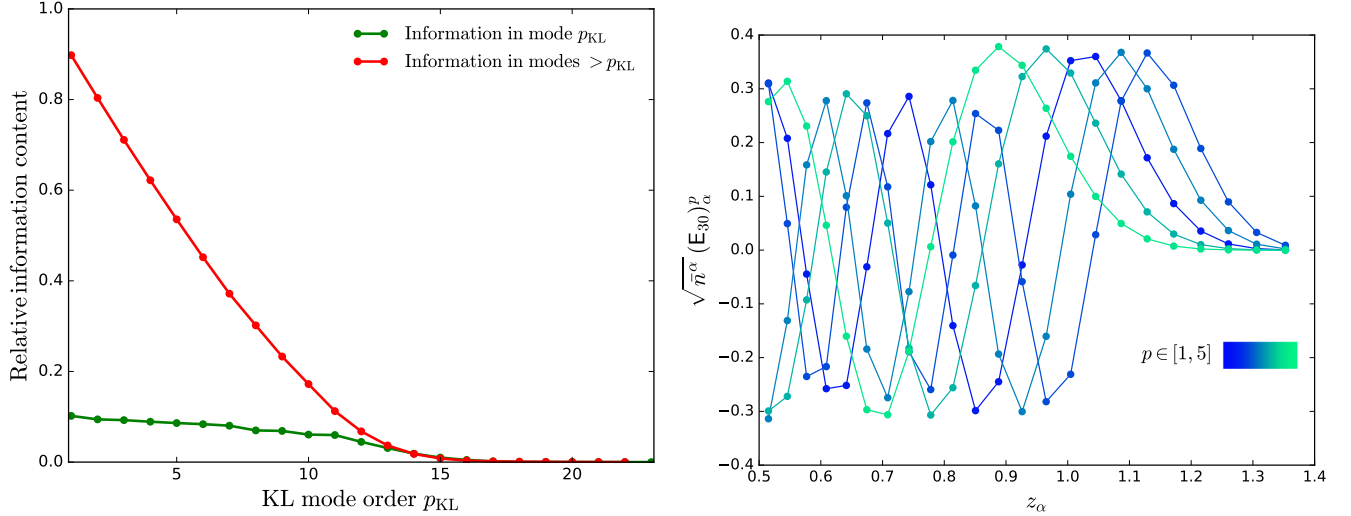 1.0
0.8
0.6
0.4
0.2
0.0
Relative information content
Information in mode p_KL
Information in modes > p_KL
5 10 15 20
KL mode order p_KL
0.4
0.3
0.2
0.1
0.0
−0.1
−0.2
−0.3
−0.4
√n̄^α (E_30)^p_α
p ∈ [1, 5]
0.5 0.6 0.7 0.8 0.9 1.0 1.1 1.2 1.3 1.4
z_α